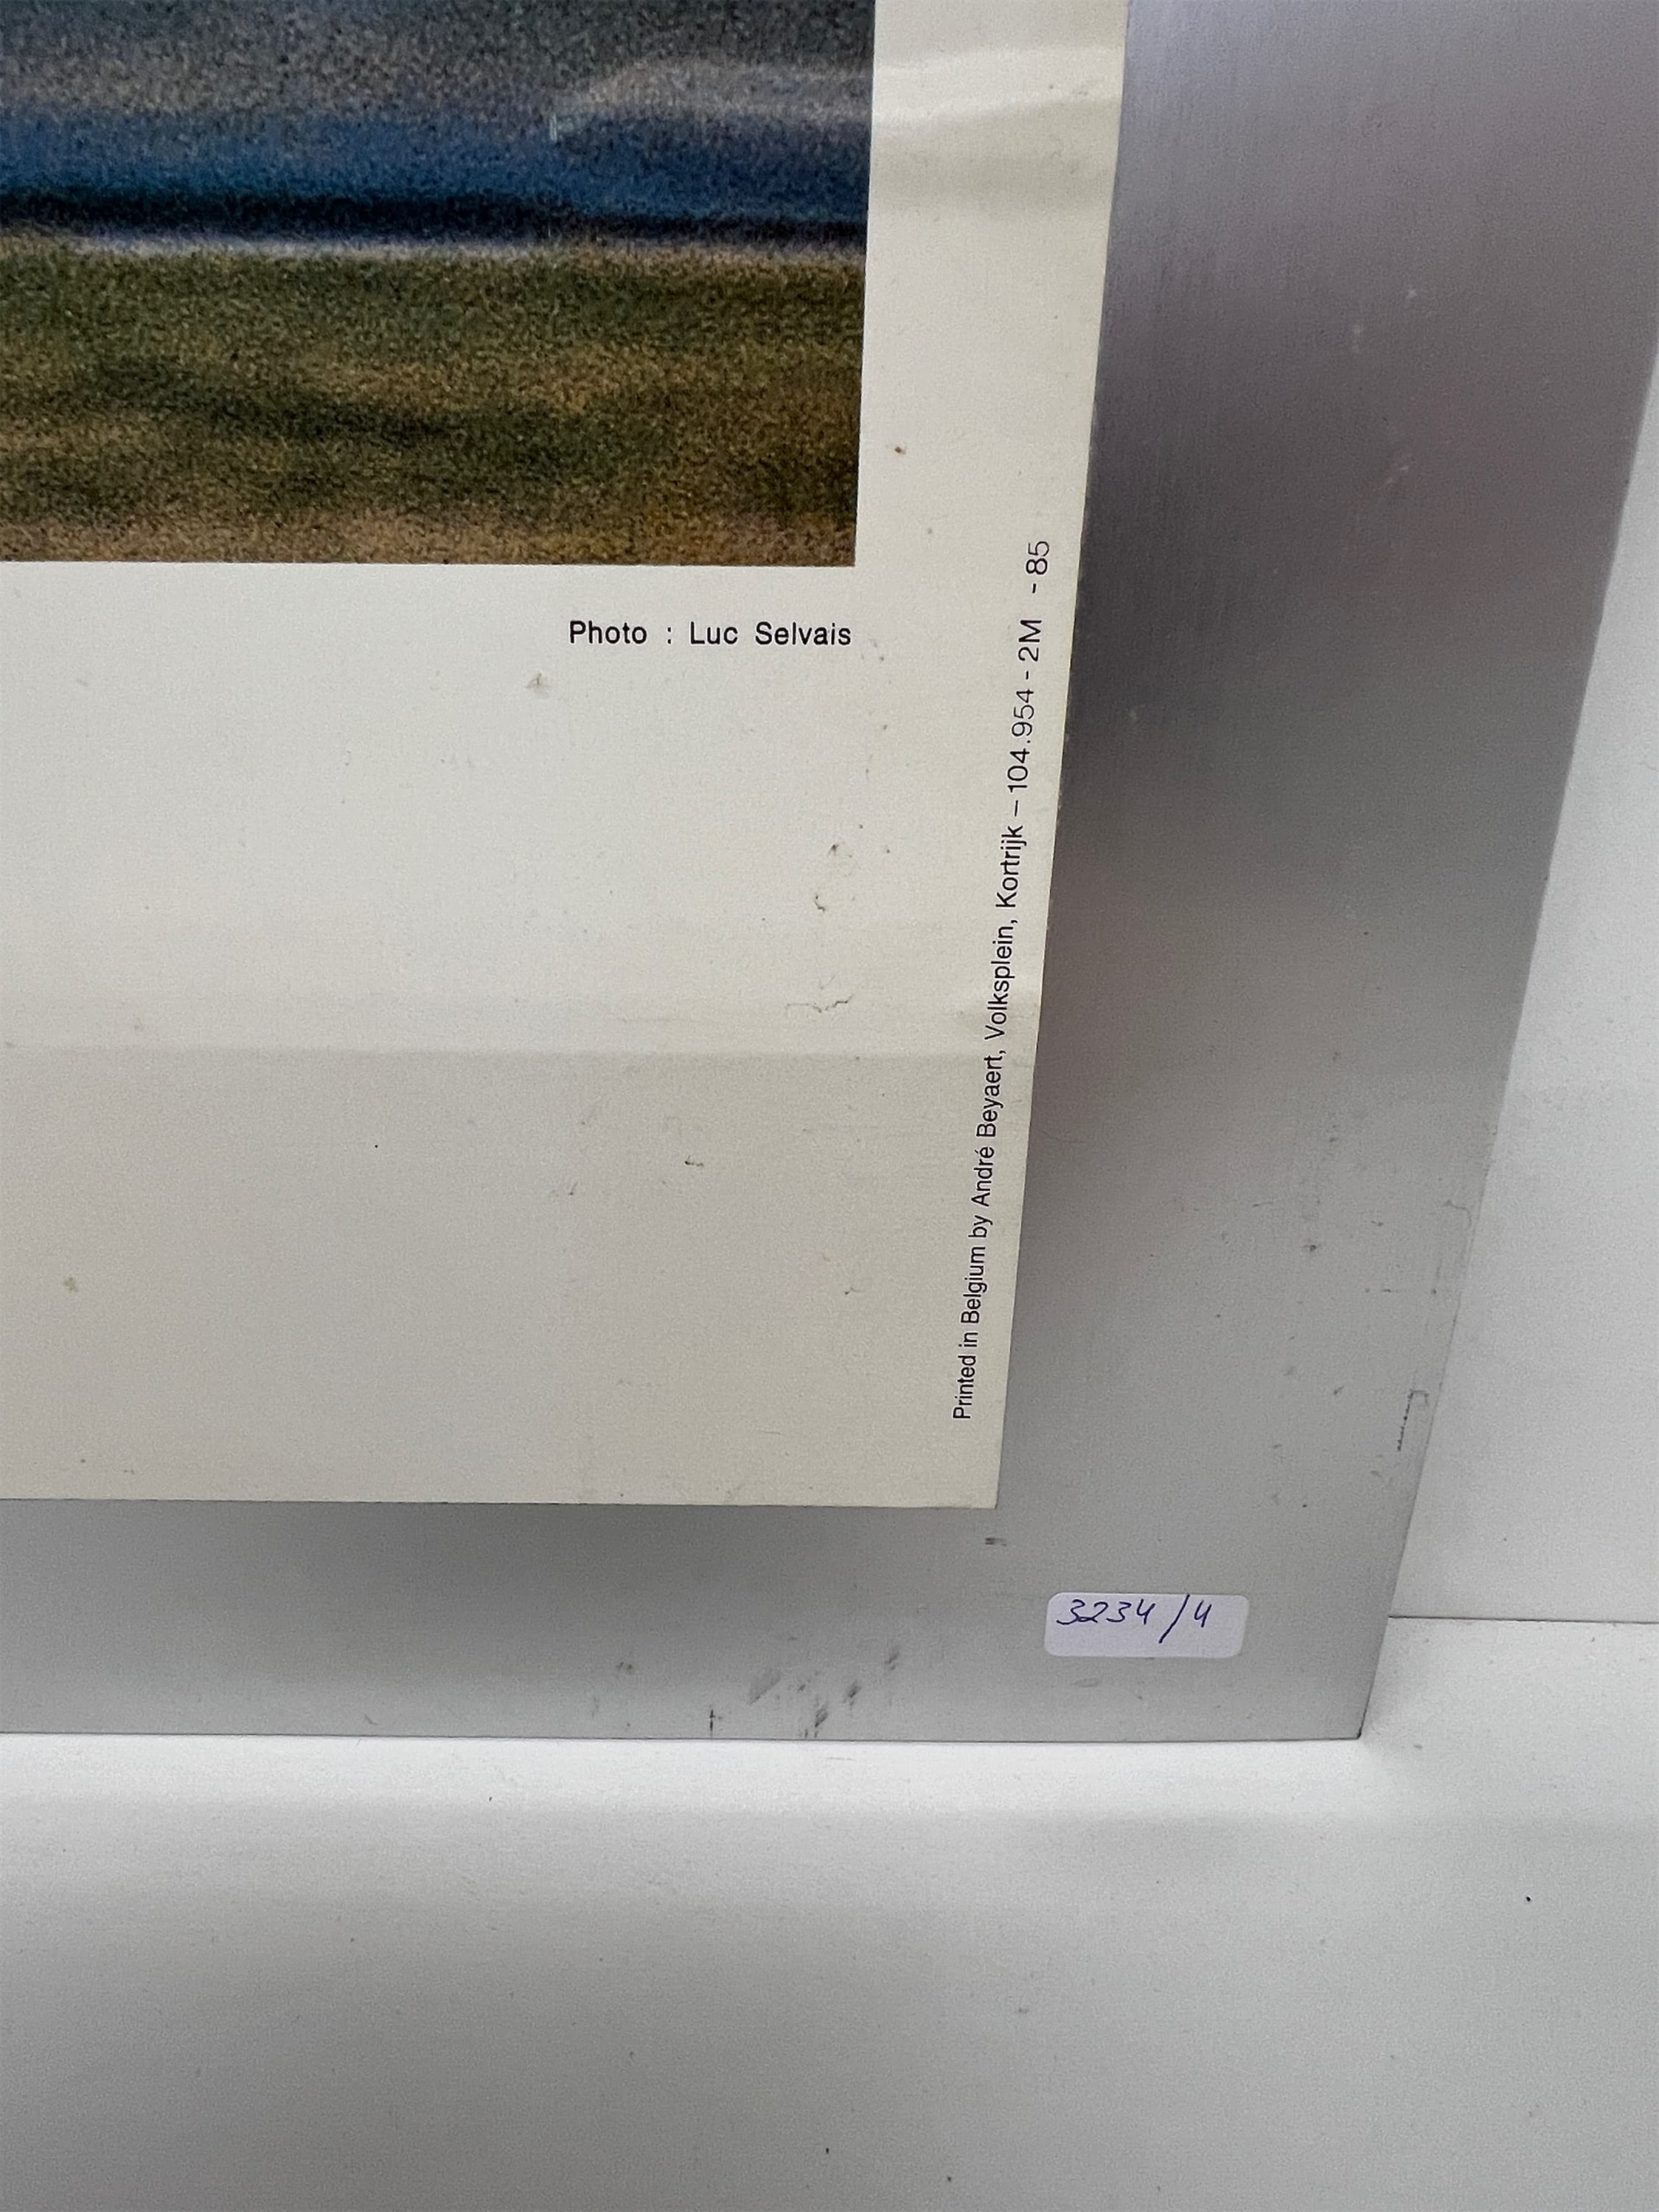 Photo : Luc Selvais
Printed in Belgium by André Beyaert, Volksplein, Kortrijk – 104.954 - 2M - 85
3234/4